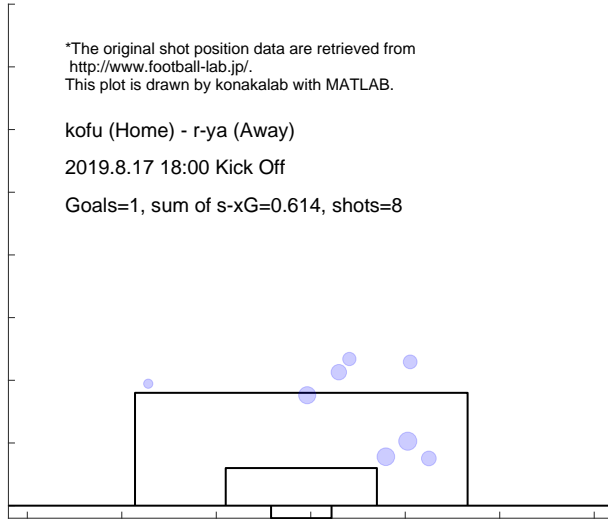 *The original shot position data are retrieved from
http://www.football-lab.jp/.
This plot is drawn by konakalab with MATLAB.
kofu (Home) - r-ya (Away)
2019.8.17 18:00 Kick Off
Goals=1, sum of s-xG=0.614, shots=8